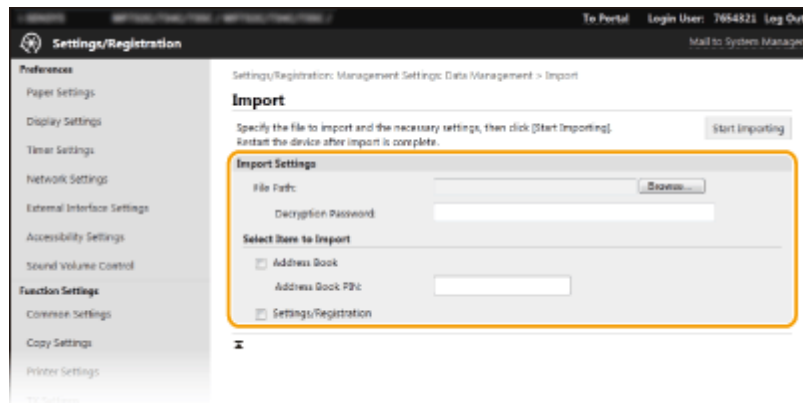 To Portal Login User: 7654321 Log Ou
Settings/Registration
Mail to System Manager
Preferences
Paper Settings
Display Settings
Timer Settings
Network Settings
External Interface Settings
Accessibility Settings
Sound Volume Control
Function Settings
Common Settings
Copy Settings
Printer Settings
Settings/Registration: Management Settings: Data Management > Import
Import
Specify the file to import and the necessary settings, then click [Start Importing].
Restart the device after import is complete.
Start Importing
Import Settings
File Path:
Browse...
Decryption Password:
Select Item to Import
Address Book
Address Book PIN:
Settings/Registration